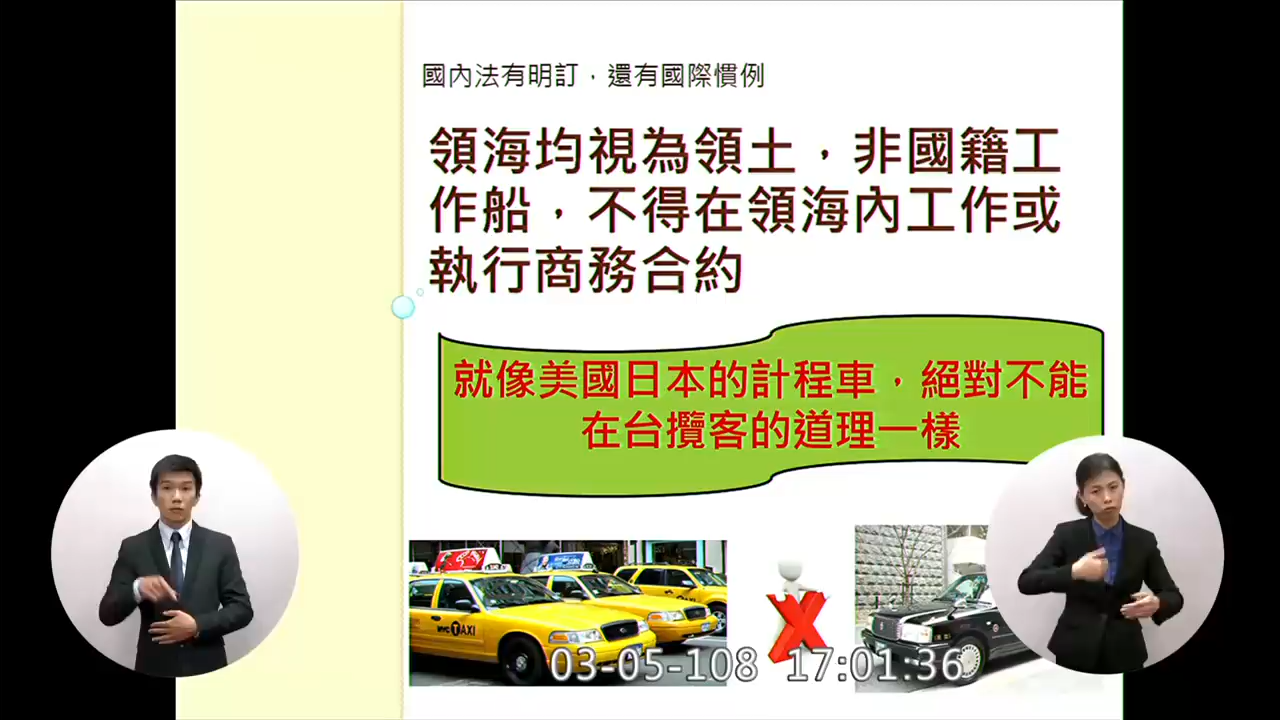 國內法有明訂，還有國際慣例
領海均視為領土，非國籍工
作船，不得在領海內工作或
執行商務合約
就像美國日本的計程車，絕對不能
在台攬客的道理一樣
NYC TAXI
03-05-108 17:01:36